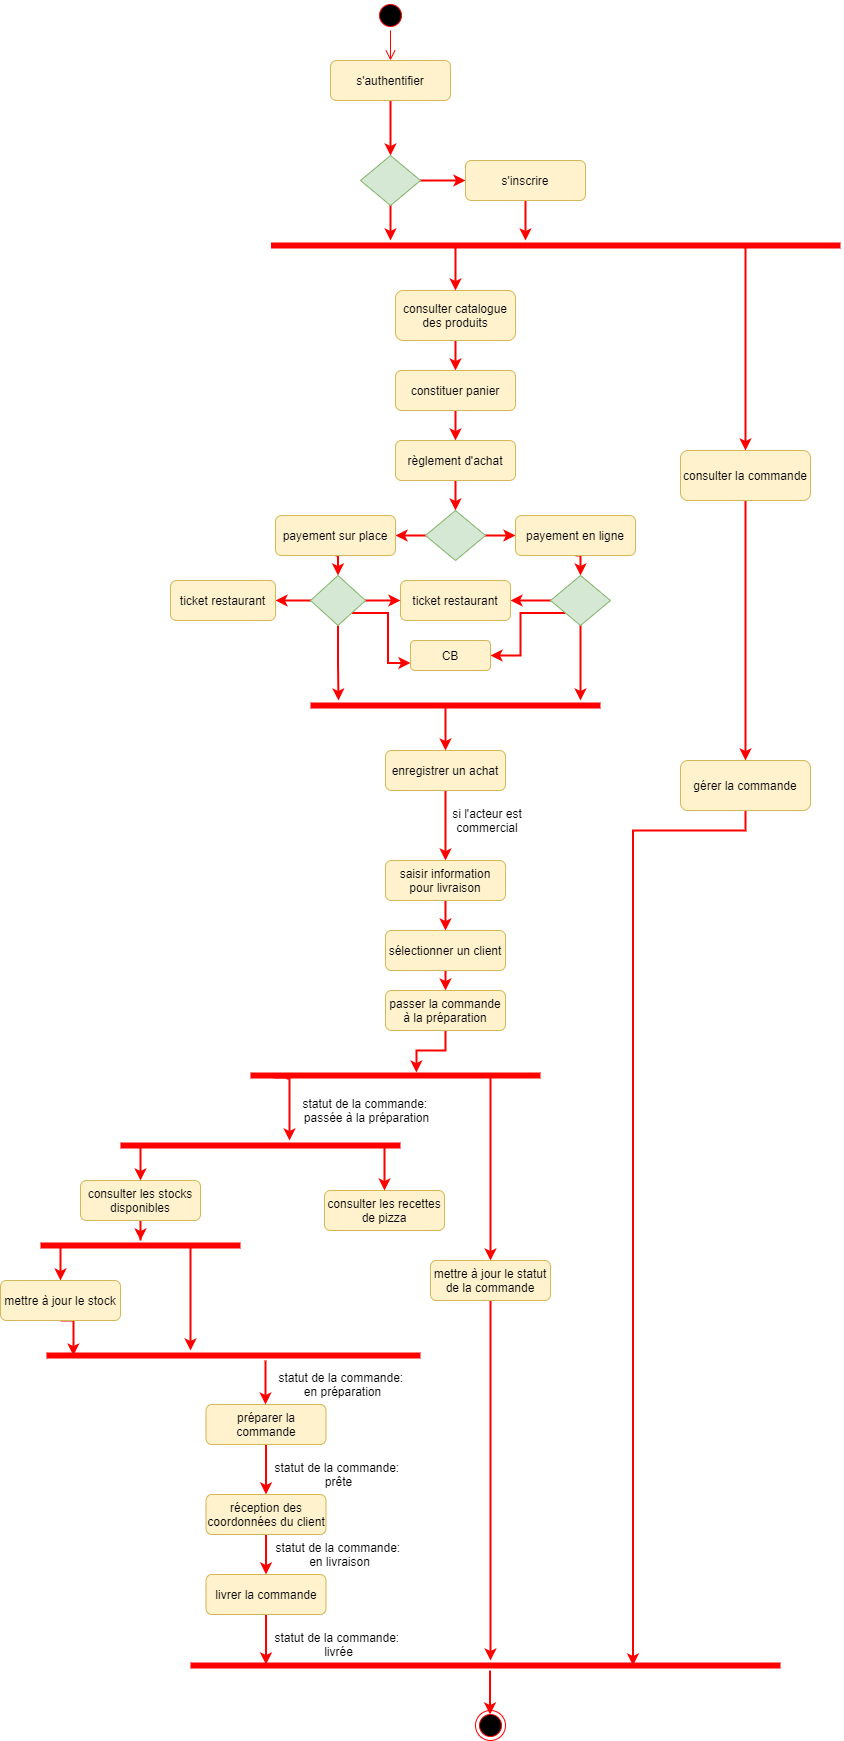 s'authentifier
s'inscrire
consulter catalogue
des produits
constituer panier
règlement d'achat
consulter la commande
payement sur place
payement en ligne
ticket restaurant
ticket restaurant
CB
enregistrer un achat
gérer la commande
si l'acteur est
commercial
saisir information
pour livraison
sélectionner un client
passer la commande
à la préparation
statut de la commande:
passée à la préparation
consulter les stocks
disponibles
consulter les recettes
de pizza
mettre à jour le statut
de la commande
mettre à jour le stock
statut de la commande:
en préparation
préparer la
commande
statut de la commande:
prête
réception des
coordonnées du client
statut de la commande:
en livraison
livrer la commande
statut de la commande:
livrée